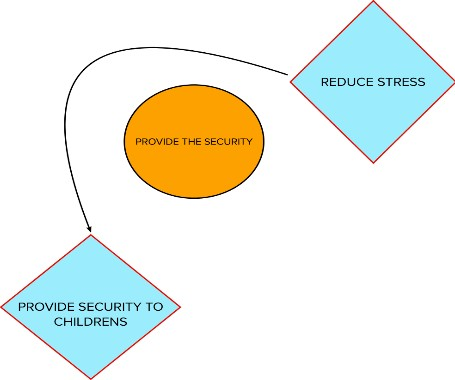 REDUCE STRESS
PROVIDE THE SECURITY
PROVIDE SECURITY TO
CHILDRENS